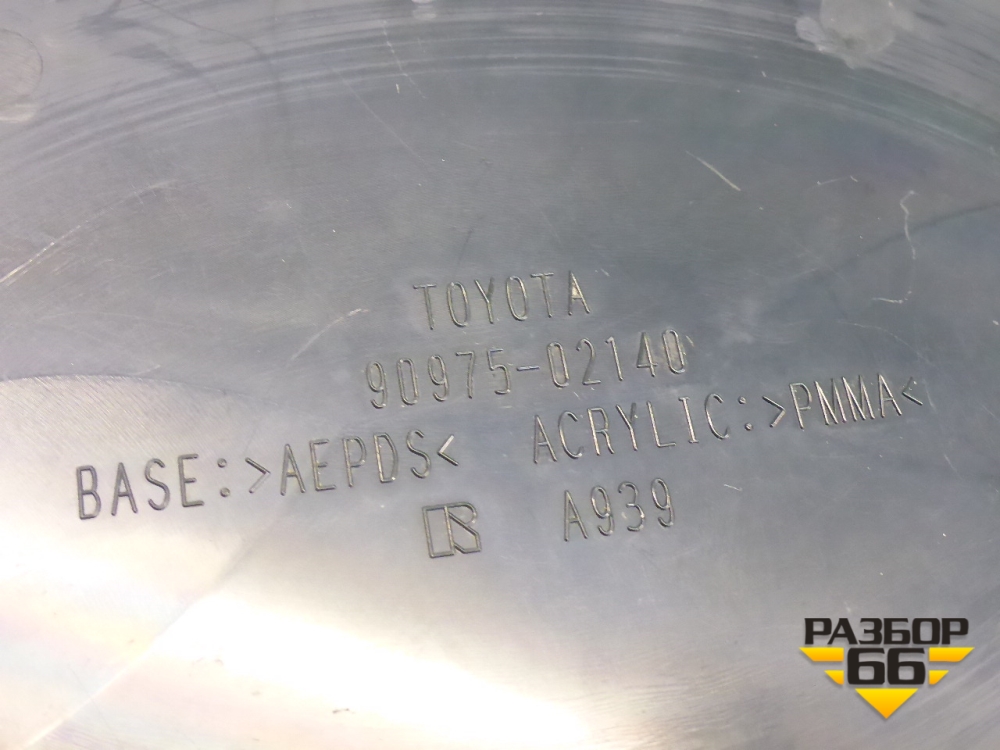 TOYOTA
90975-02140
BASE:>AEPDS< ACRYLIC:>PMMA<
A939
РАЗБОР
66